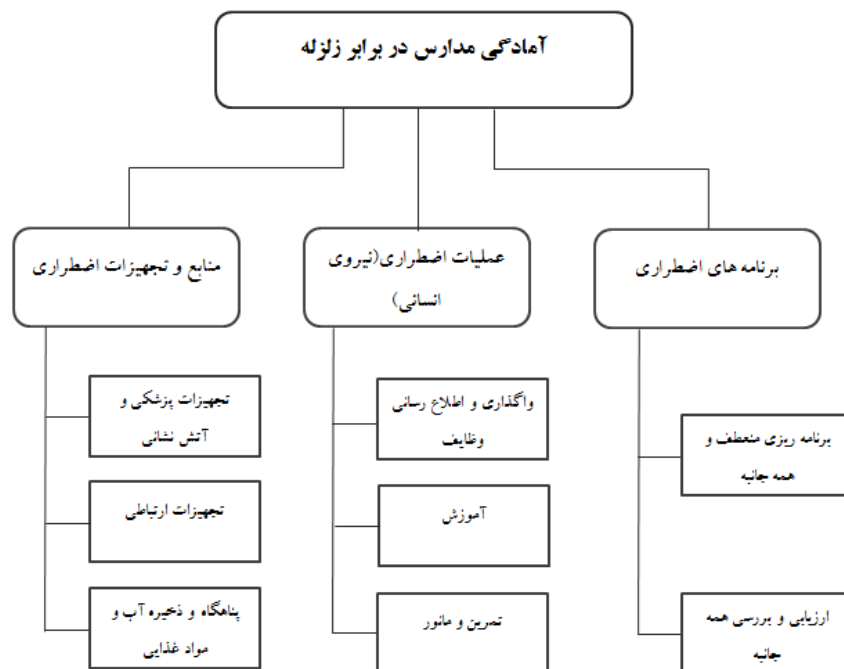 آمادگی مدارس در برابر زلزله
برنامه های اضطراری
عملیات اضطراری(نیروی
انسانی)
منابع و تجهیزات اضطراری
برنامه ریزی منعطف و
همه جانبه
ارزیابی و بررسی همه
جانبه
واگذاری و اطلاع رسانی
وظایف
آموزش
تمرین و مانور
تجهیزات پزشکی و
آتش نشانی
تجهیزات ارتباطی
پناهگاه و ذخیره آب و
مواد غذایی